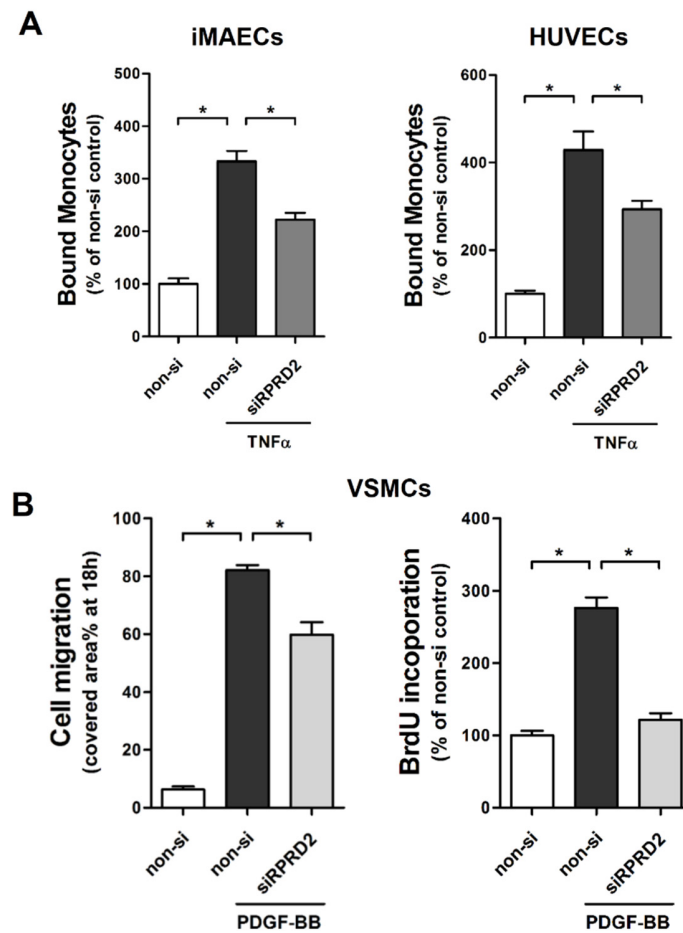 A
iMAECs
HUVECs
Bound Monocytes
(% of non-si control)
500
400
300
200
100
0
* *
non-si
non-si
siRPRD2
TNFα
Bound Monocytes
(% of non-si control)
600
400
200
0
* *
non-si
non-si
siRPRD2
TNFα
B
VSMCs
Cell migration
(covered area% at 18h)
100
80
60
40
20
0
* *
non-si
non-si
siRPRD2
PDGF-BB
BrdU incoporation
(% of non-si control)
400
300
200
100
0
* *
non-si
non-si
siRPRD2
PDGF-BB